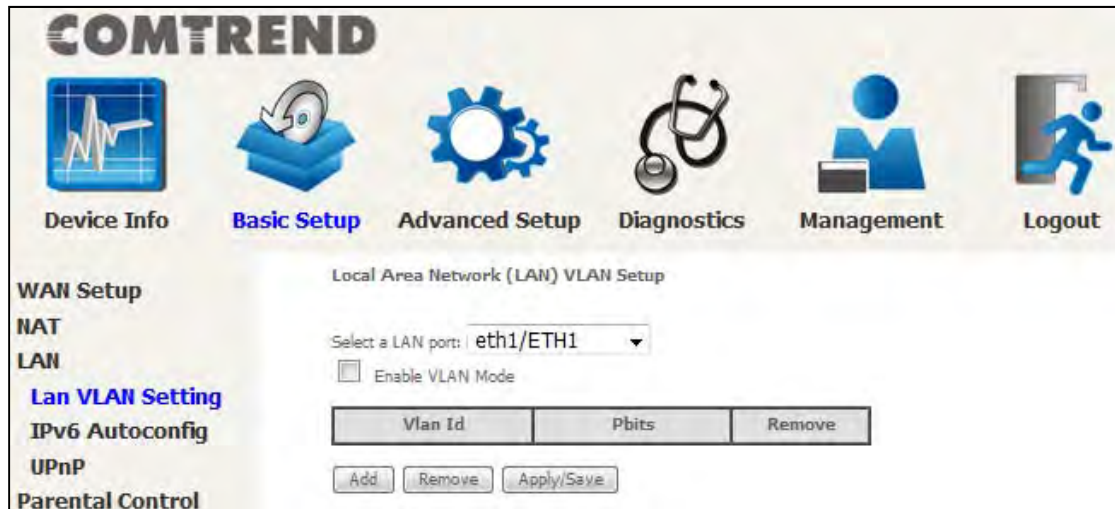 COMTREND
Device Info
Basic Setup
Advanced Setup
Diagnostics
Management
Logout
WAN Setup
NAT
LAN
Lan VLAN Setting
IPv6 Autoconfig
UPnP
Parental Control
Local Area Network (LAN) VLAN Setup
Select a LAN port: eth1/ETH1
Enable VLAN Mode
Vlan Id Pbits Remove
Add Remove Apply/Save